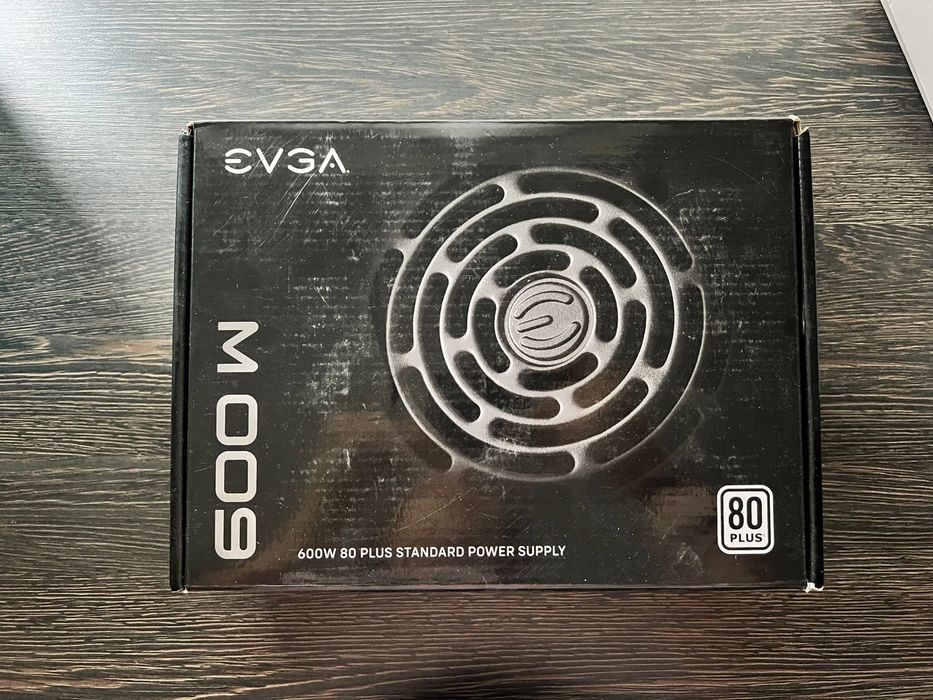 EVGA
600 W
600W 80 PLUS STANDARD POWER SUPPLY
80
PLUS